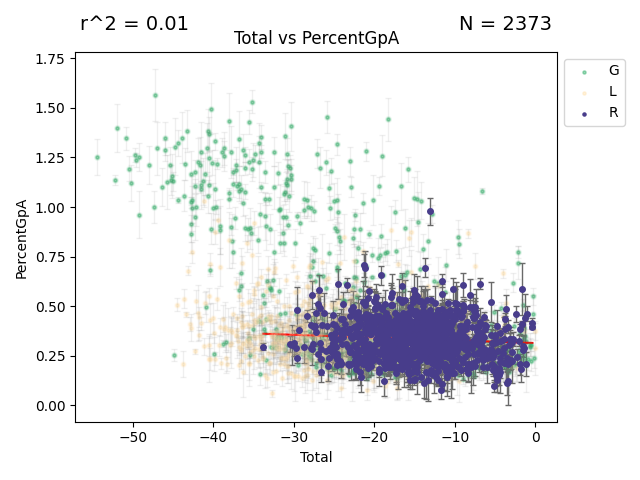 r^2 = 0.01
N = 2373
Total vs PercentGpA
G
L
R
PercentGpA
1.75
1.50
1.25
1.00
0.75
0.50
0.25
0.00
−50
−40
−30
−20
−10
0
Total